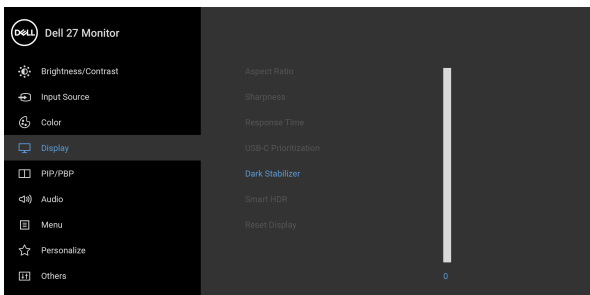 DELL
Dell 27 Monitor
Brightness/Contrast
Input Source
Color
Display
PIP/PBP
Audio
Menu
Personalize
Others
Aspect Ratio
Sharpness
Response Time
USB-C Prioritization
Dark Stabilizer
Smart HDR
Reset Display
0